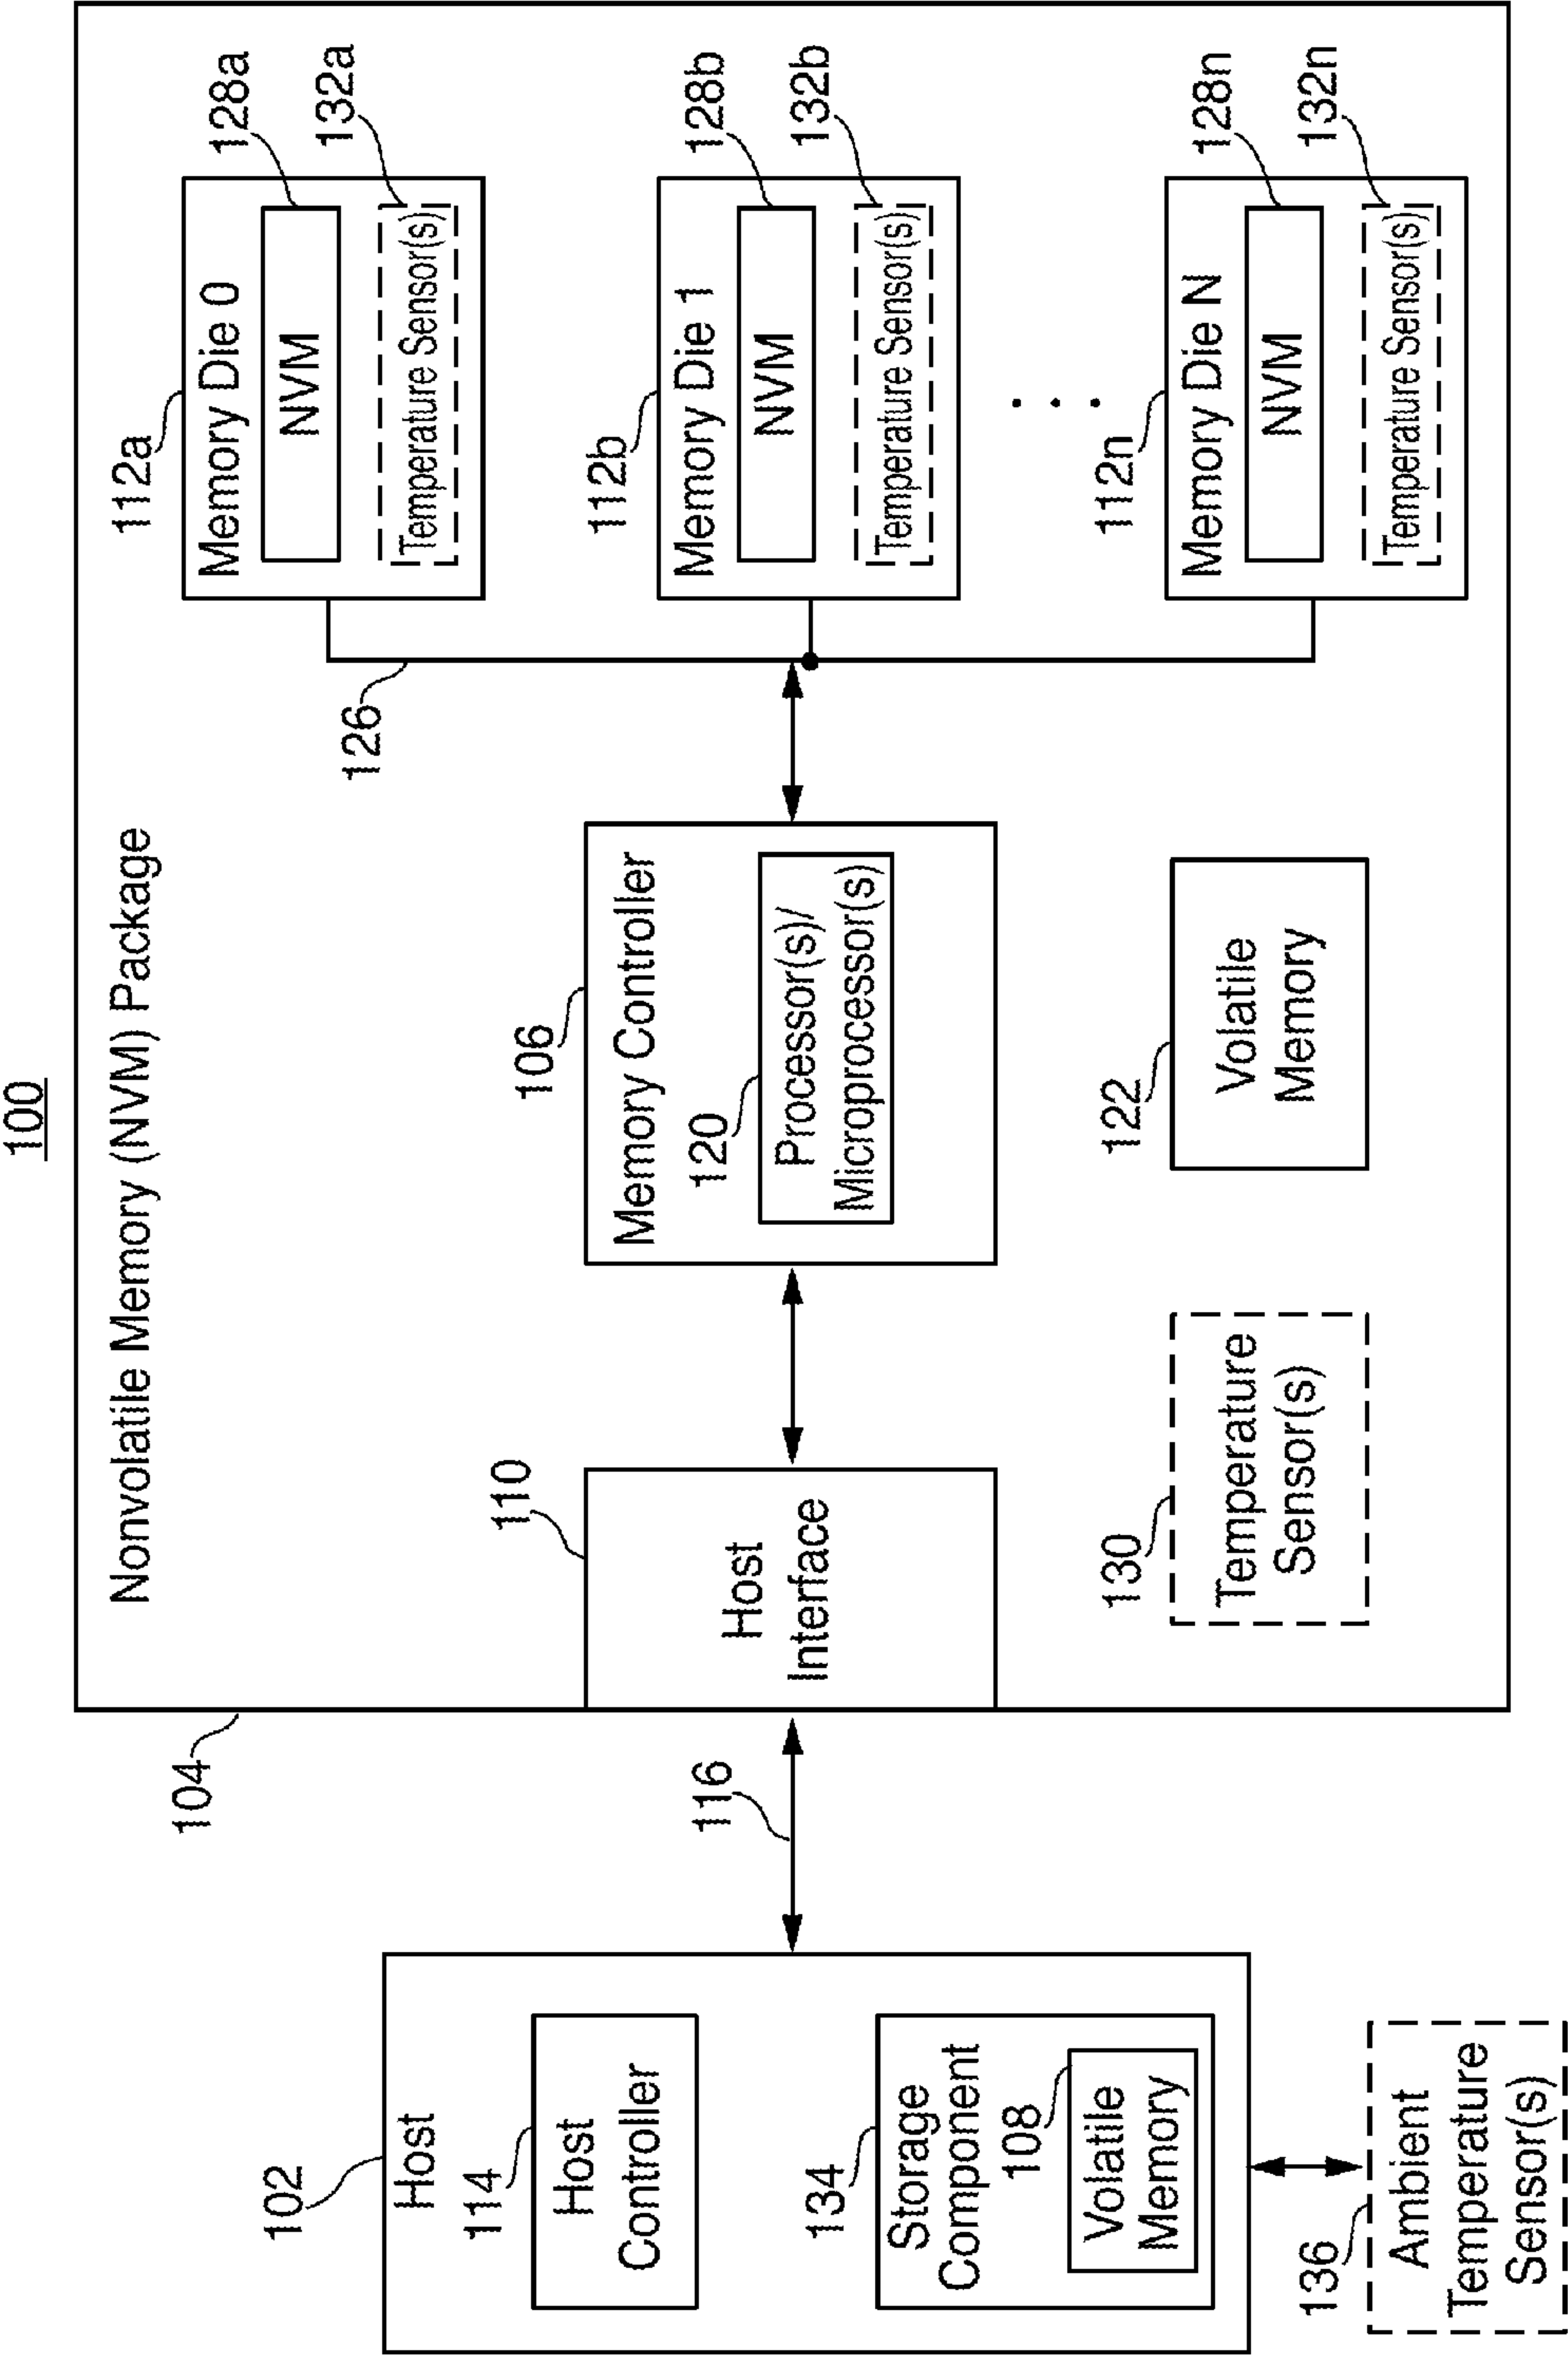 100
Nonvolatile Memory (NVM) Package
104
102
Host
114
Host
Controller
134
Storage
Component
108
Volatile
Memory
136
Ambient
Temperature
Sensor(s)
116
110
Host
Interface
130
Temperature
Sensor(s)
106
Memory Controller
120
Processor(s)/
Microprocessor(s)
122
Volatile
Memory
126
112a
Memory Die 0
128a
NVM
132a
Temperature Sensor(s)
112b
Memory Die 1
128b
NVM
132b
Temperature Sensor(s)
. . .
112n
Memory Die N
128n
NVM
132n
Temperature Sensor(s)